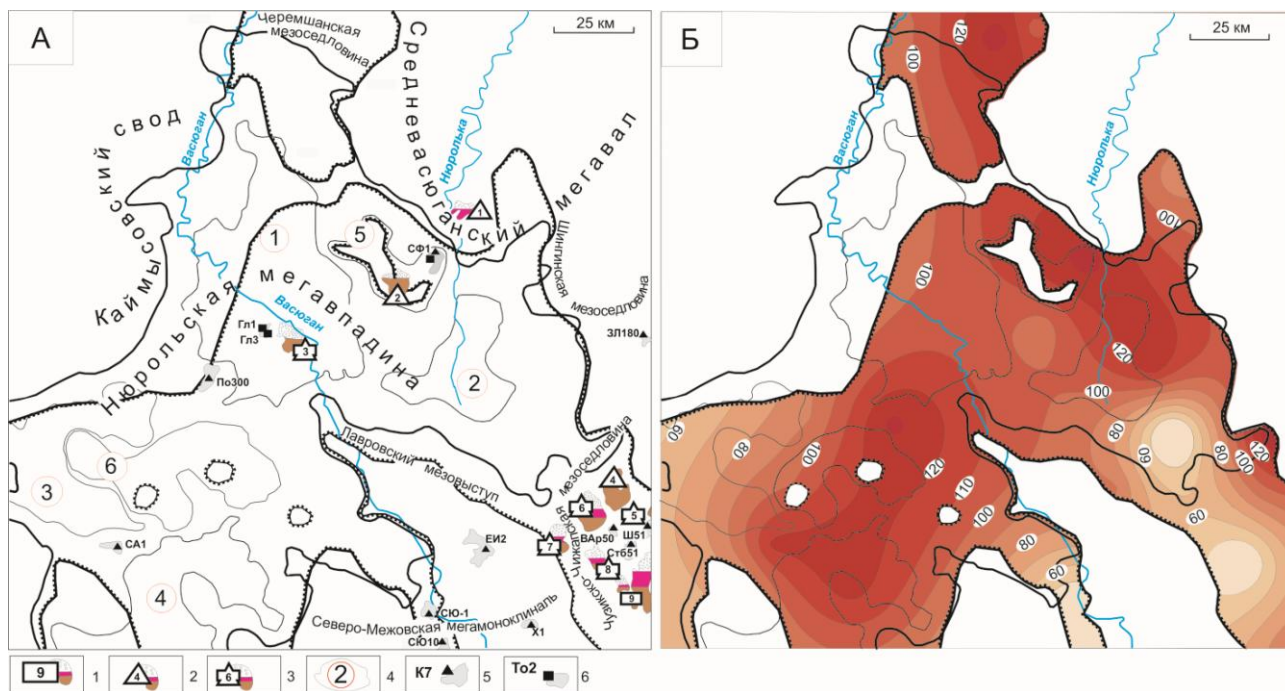 А
Черемшанская
мезоседловина
25 км
Средневасюганский
мегавал
Каймысовский свод
Васюган
Нюролька
1
1
5
СФ1
2
Шингинская
мезоседловина
Нюрольская мегавпадина
Васюган
Гл1
Гл3
3
ЗЛ180
По300
2
Лавровский мезовыступ
6
3
4
СА1
ЕИ2
Чузикско-Чижапская
мезоседловина
4
6
5
ВАр50
Ш51
7
Стб51
8
9
Северо-Межовская мегамоноклиналь
СЮ-1
СЮ10
Х1
9 1
4 2
6 3
2 4
К7 5
То2 6
Б
25 км
120
100
Васюган
Нюролька
100
100
120
100
80
60
60
80
100
120
110
100
80
60
80
100
120
60